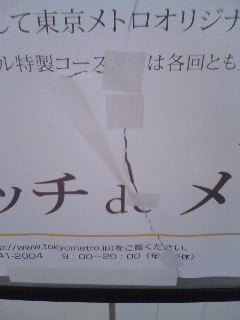 して東京メトロオリジナ
ル特製コース は各回とも
ッチ de メ
http://www.tokyometro.jp)をご覧ください。
41-2004 9：00～20：00（年 休）